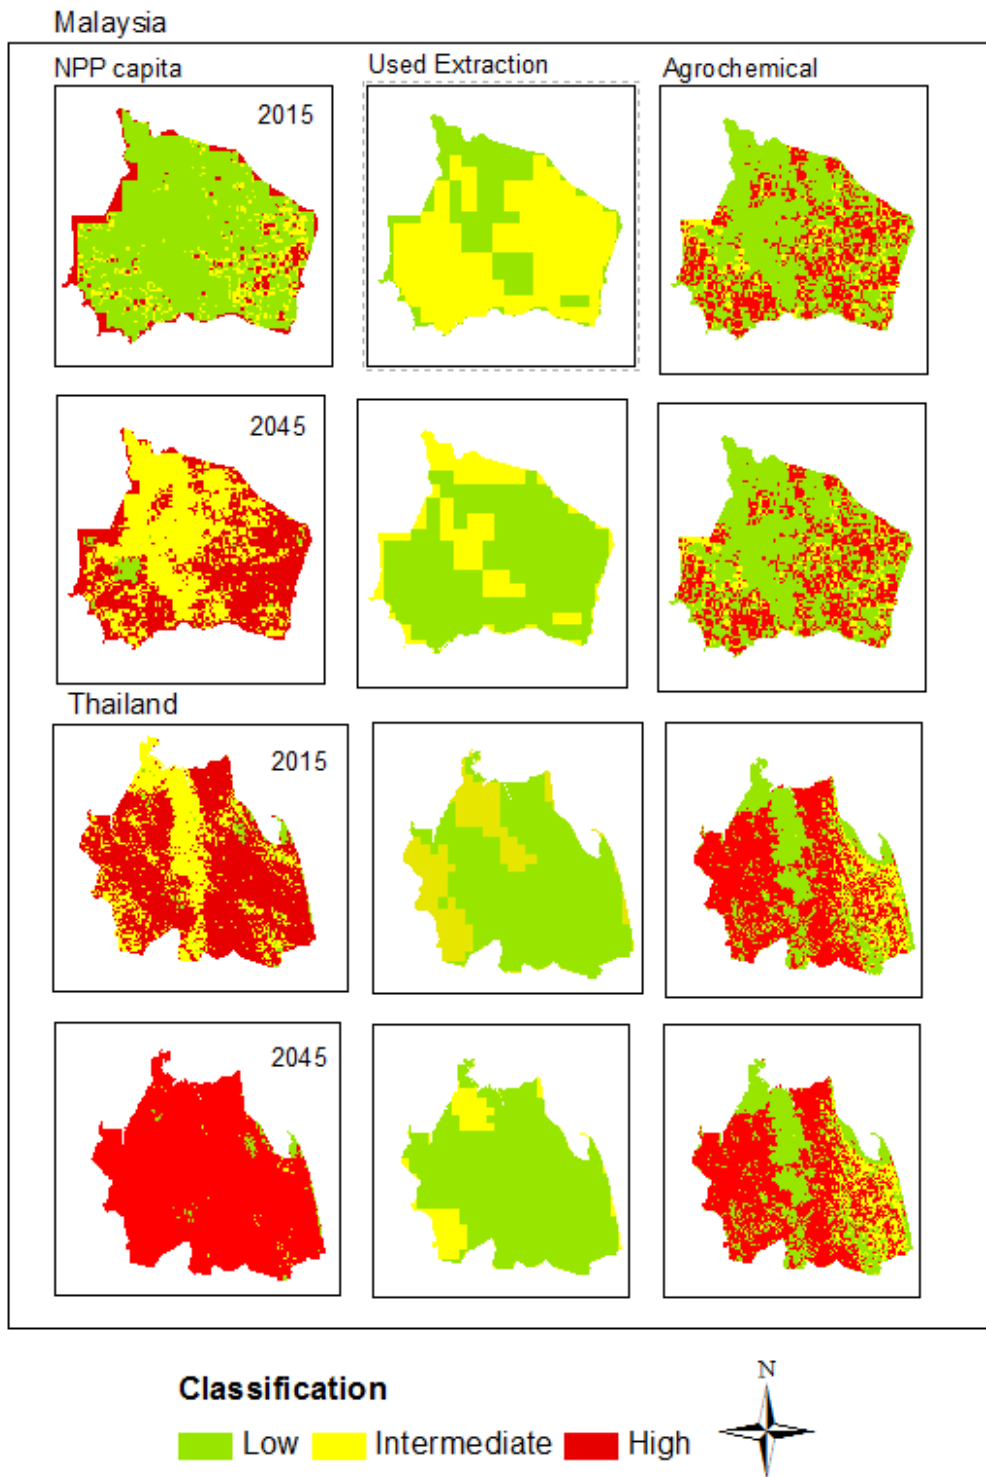 Malaysia
NPP capita
Used Extraction
Agrochemical
2015
2045
Thailand
2015
2045
N
Classification
Low
Intermediate
High